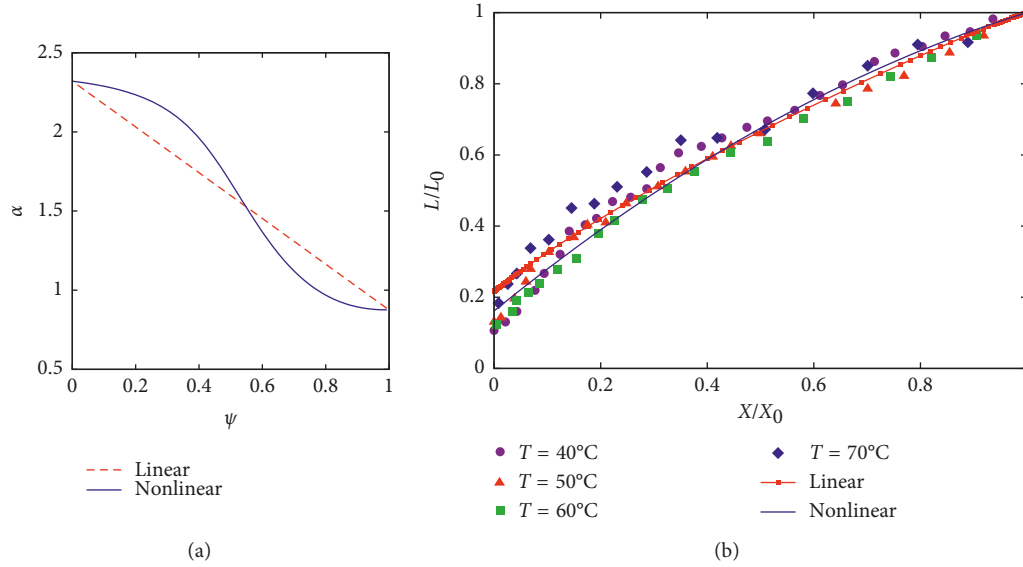 2.5
2
1.5
1
0.5
α
0
0.2
0.4
0.6
0.8
1
ψ
Linear
Nonlinear
(a)
1
0.8
0.6
0.4
0.2
0
L/L0
0
0.2
0.4
0.6
0.8
X/X0
T = 40°C
T = 50°C
T = 60°C
T = 70°C
Linear
Nonlinear
(b)